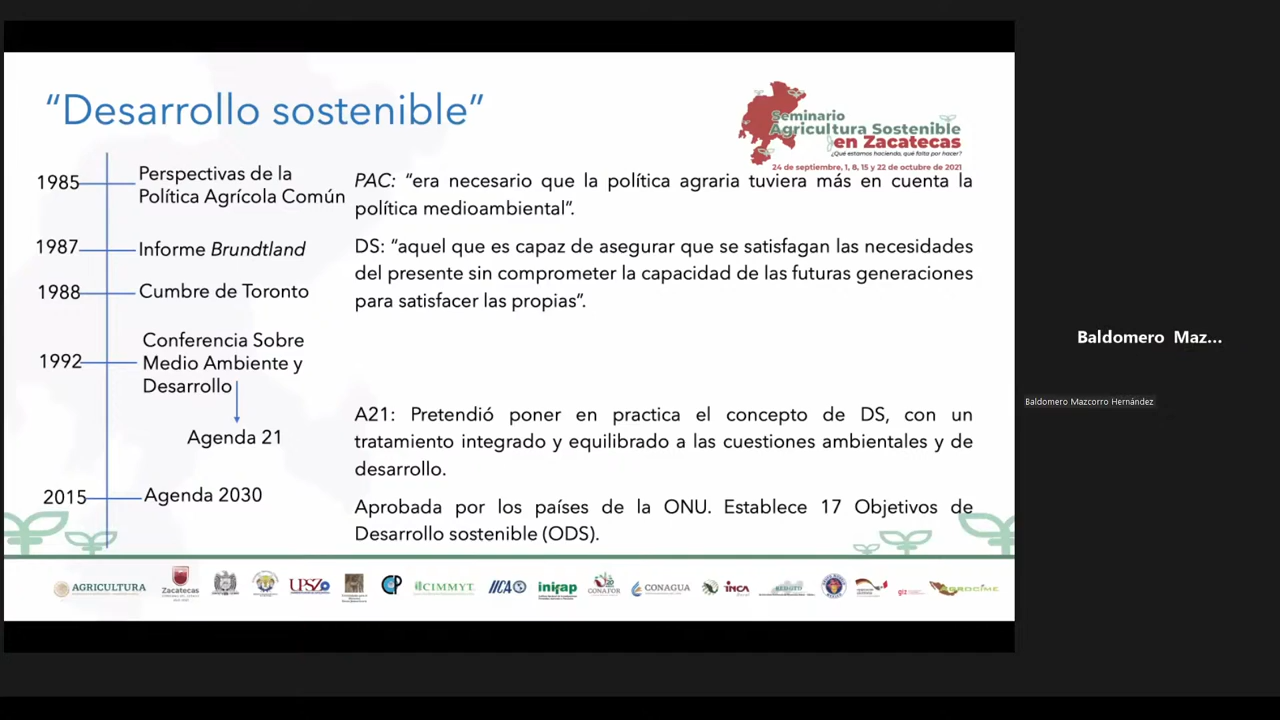 “Desarrollo sostenible”
Seminario
Agricultura Sostenible
en Zacatecas
¿Qué estamos haciendo, qué falta por hacer?
24 de septiembre, 1, 8, 15 y 22 de octubre de 2021
1985
Perspectivas de la
Política Agrícola Común
PAC: “era necesario que la política agraria tuviera más en cuenta la
política medioambiental”.
1987
Informe Brundtland
DS: “aquel que es capaz de asegurar que se satisfagan las necesidades
del presente sin comprometer la capacidad de las futuras generaciones
para satisfacer las propias”.
1988
Cumbre de Toronto
1992
Conferencia Sobre
Medio Ambiente y
Desarrollo
Agenda 21
A21: Pretendió poner en practica el concepto de DS, con un
tratamiento integrado y equilibrado a las cuestiones ambientales y de
desarrollo.
2015
Agenda 2030
Aprobada por los países de la ONU. Establece 17 Objetivos de
Desarrollo sostenible (ODS).
AGRICULTURA
Zacatecas
UPSZ
CP
CIMMYT
IICA
inifap
CONAFOR
CONAGUA
INCA
giz
Baldomero Maz...
Baldomero Mazcorro Hernández